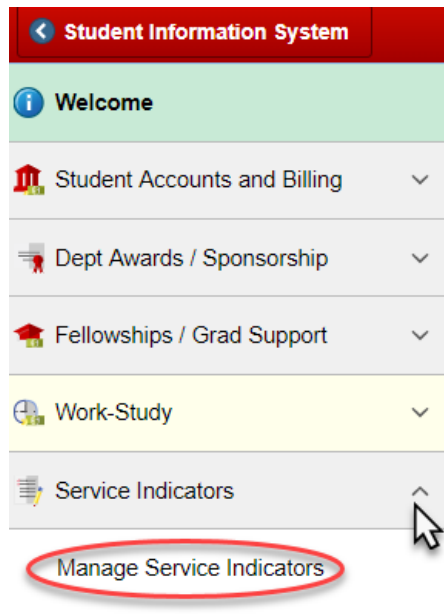 Student Information System
Welcome
Student Accounts and Billing
Dept Awards / Sponsorship
Fellowships / Grad Support
Work-Study
Service Indicators
Manage Service Indicators